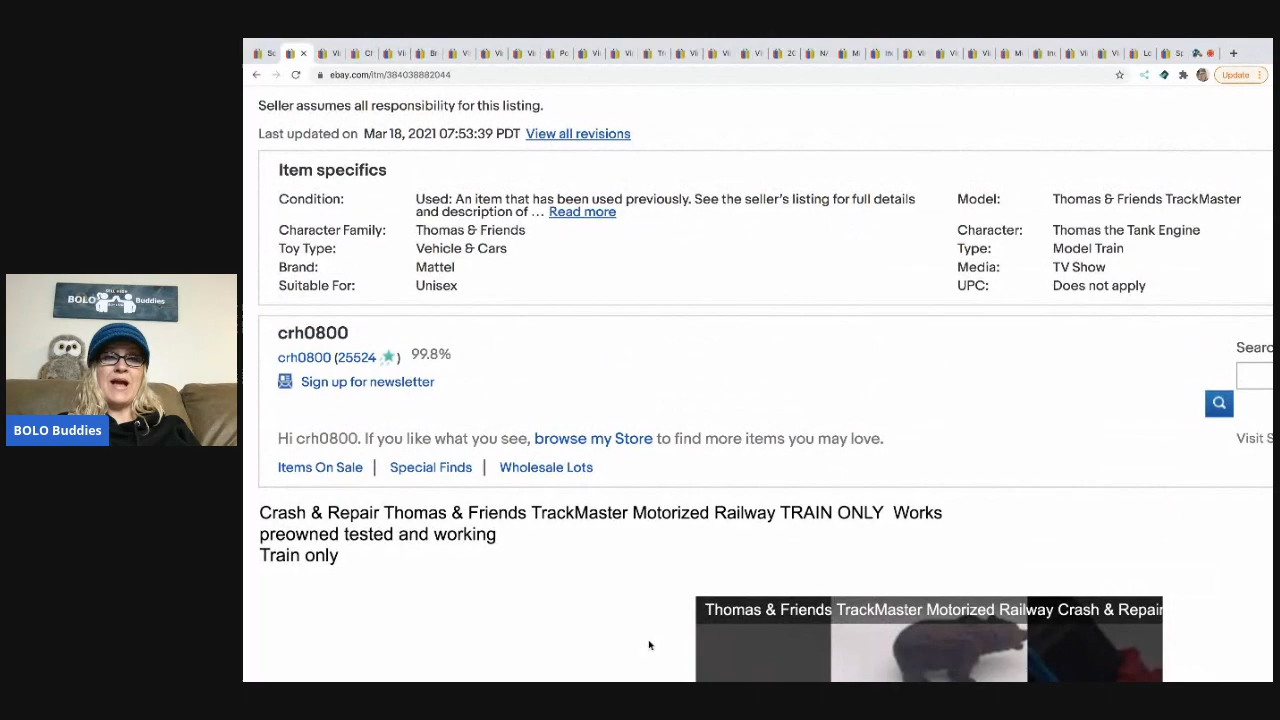 ebay.com/itm/384038882044
Update
Seller assumes all responsibility for this listing.
Last updated on Mar 18, 2021 07:53:39 PDT View all revisions
Item specifics
Condition: Used: An item that has been used previously. See the seller's listing for full details
and description of ... Read more
Model: Thomas & Friends TrackMaster
Character Family: Thomas & Friends
Character: Thomas the Tank Engine
Toy Type: Vehicle & Cars
Type: Model Train
Brand: Mattel
Media: TV Show
Suitable For: Unisex
UPC: Does not apply
crh0800
crh0800 (25524 ) 99.8%
Sign up for newsletter
Searc
Hi crh0800. If you like what you see, browse my Store to find more items you may love.
Visit S
Items On Sale | Special Finds | Wholesale Lots
Crash & Repair Thomas & Friends TrackMaster Motorized Railway TRAIN ONLY Works
preowned tested and working
Train only
Thomas & Friends TrackMaster Motorized Railway Crash & Repair
BOLO Buddies
BOLO Buddies